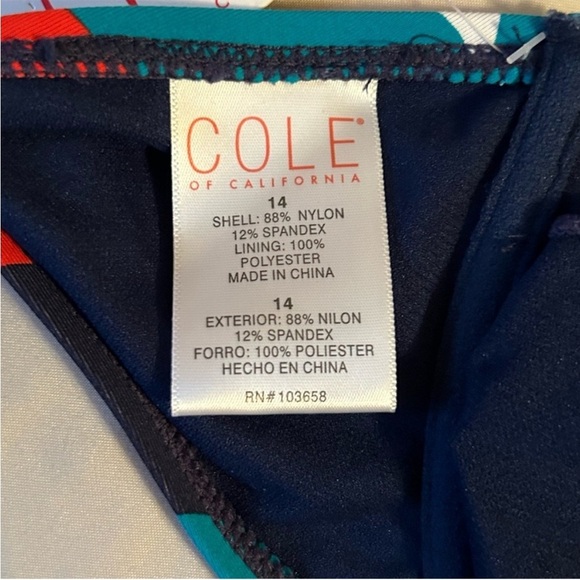 COLE
OF CALIFORNIA
14
SHELL: 88% NYLON
12% SPANDEX
LINING: 100%
POLYESTER
MADE IN CHINA
14
EXTERIOR: 88% NILON
12% SPANDEX
FORRO: 100% POLIESTER
HECHO EN CHINA
RN#103658